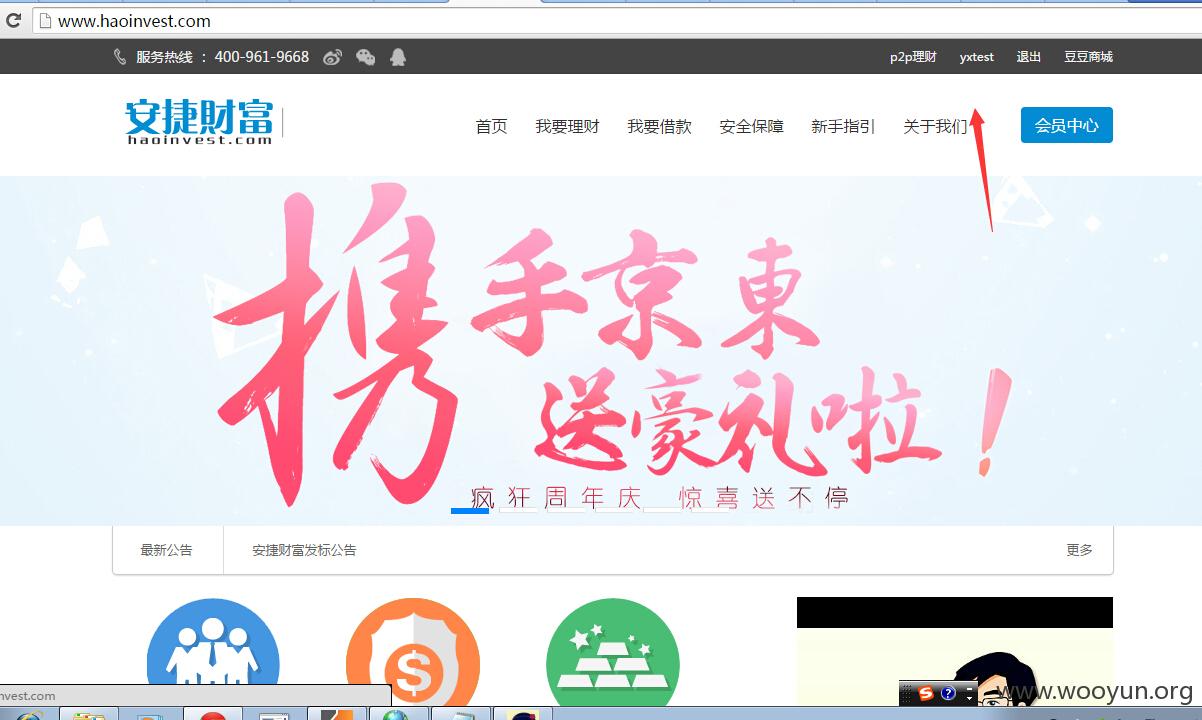 www.haoinvest.com
服务热线 : 400-961-9668
p2p理财 yxtest 退出 豆豆商城
安捷財富
haoinvest.com
首页 我要理财 我要借款 安全保障 新手指引 关于我们 会员中心
携手京東
送豪礼啦!
疯狂周年庆 惊喜送不停
最新公告 安捷财富发标公告 更多
$
nvest.com
S
?
www.wooyun.org